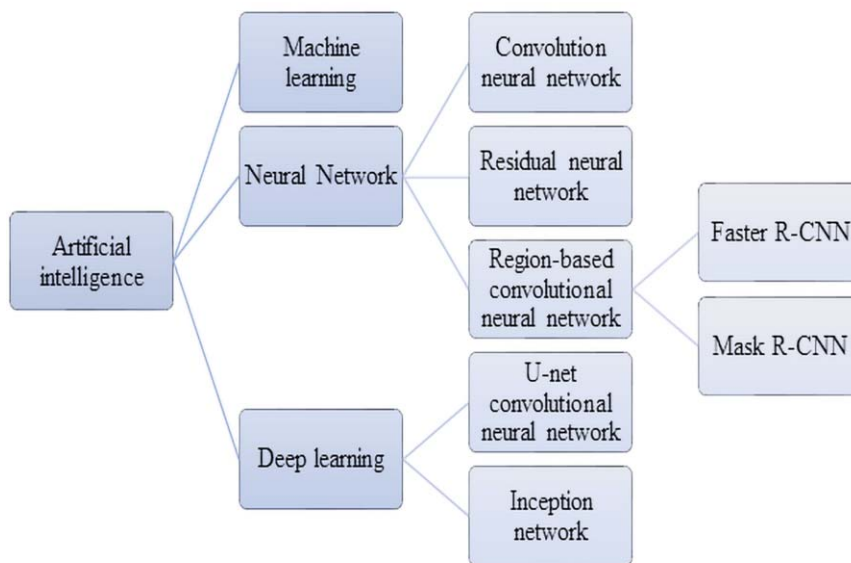 Machine
learning
Convolution
neural network
Neural Network
Residual neural
network
Artificial
intelligence
Region-based
convolutional
neural network
Faster R-CNN
Mask R-CNN
Deep learning
U-net
convolutional
neural network
Inception
network